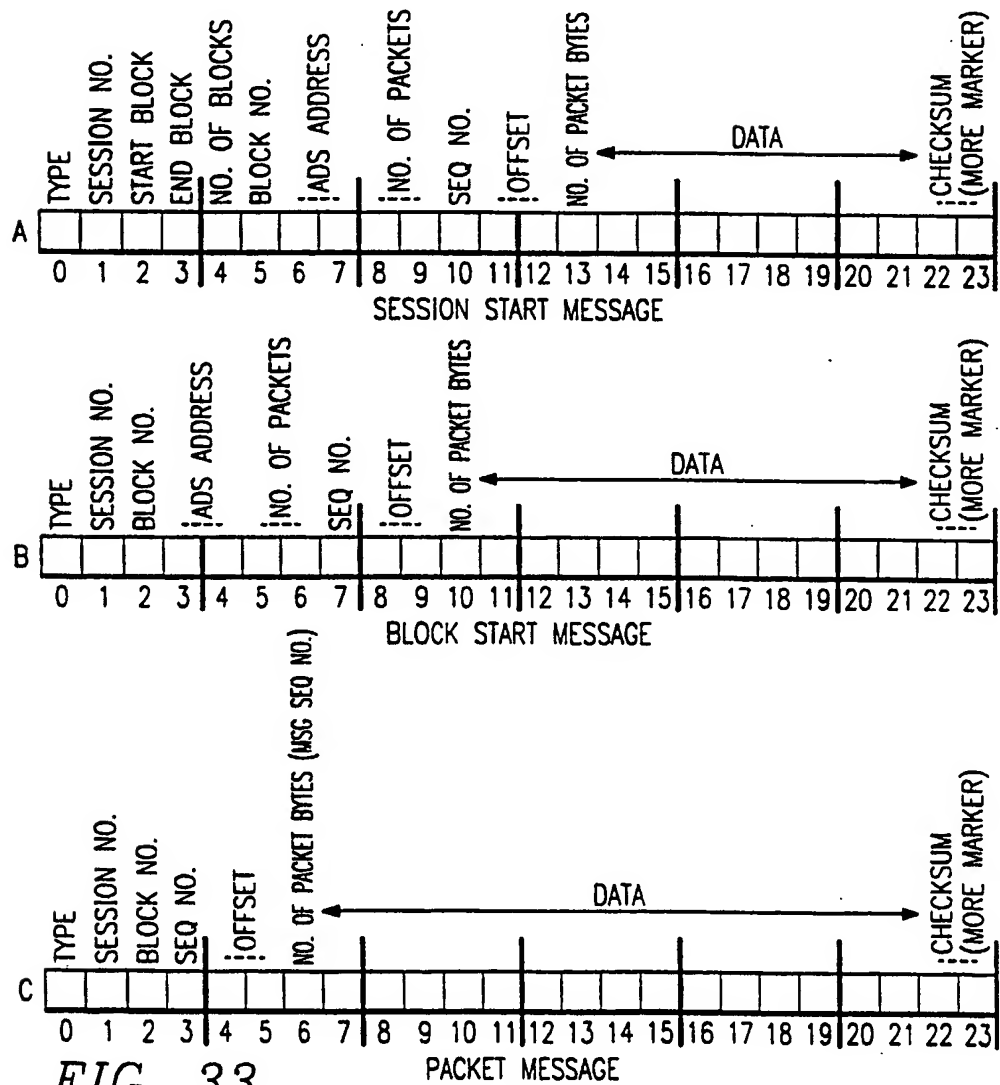 TYPE
SESSION NO.
START BLOCK
END BLOCK
NO. OF BLOCKS
BLOCK NO.
ADS ADDRESS
NO. OF PACKETS
SEQ NO.
OFFSET
NO. OF PACKET BYTES
DATA
CHECKSUM
(MORE MARKER)
A
0 1 2 3 4 5 6 7 8 9 10 11 12 13 14 15 16 17 18 19 20 21 22 23
SESSION START MESSAGE
TYPE
SESSION NO.
BLOCK NO.
ADS ADDRESS
NO. OF PACKETS
SEQ NO.
OFFSET
NO. OF PACKET BYTES
DATA
CHECKSUM
(MORE MARKER)
B
0 1 2 3 4 5 6 7 8 9 10 11 12 13 14 15 16 17 18 19 20 21 22 23
BLOCK START MESSAGE
TYPE
SESSION NO.
BLOCK NO.
SEQ NO.
OFFSET
NO. OF PACKET BYTES (MSG SEQ NO.)
DATA
CHECKSUM
(MORE MARKER)
C
0 1 2 3 4 5 6 7 8 9 10 11 12 13 14 15 16 17 18 19 20 21 22 23
PACKET MESSAGE
FIG. 33